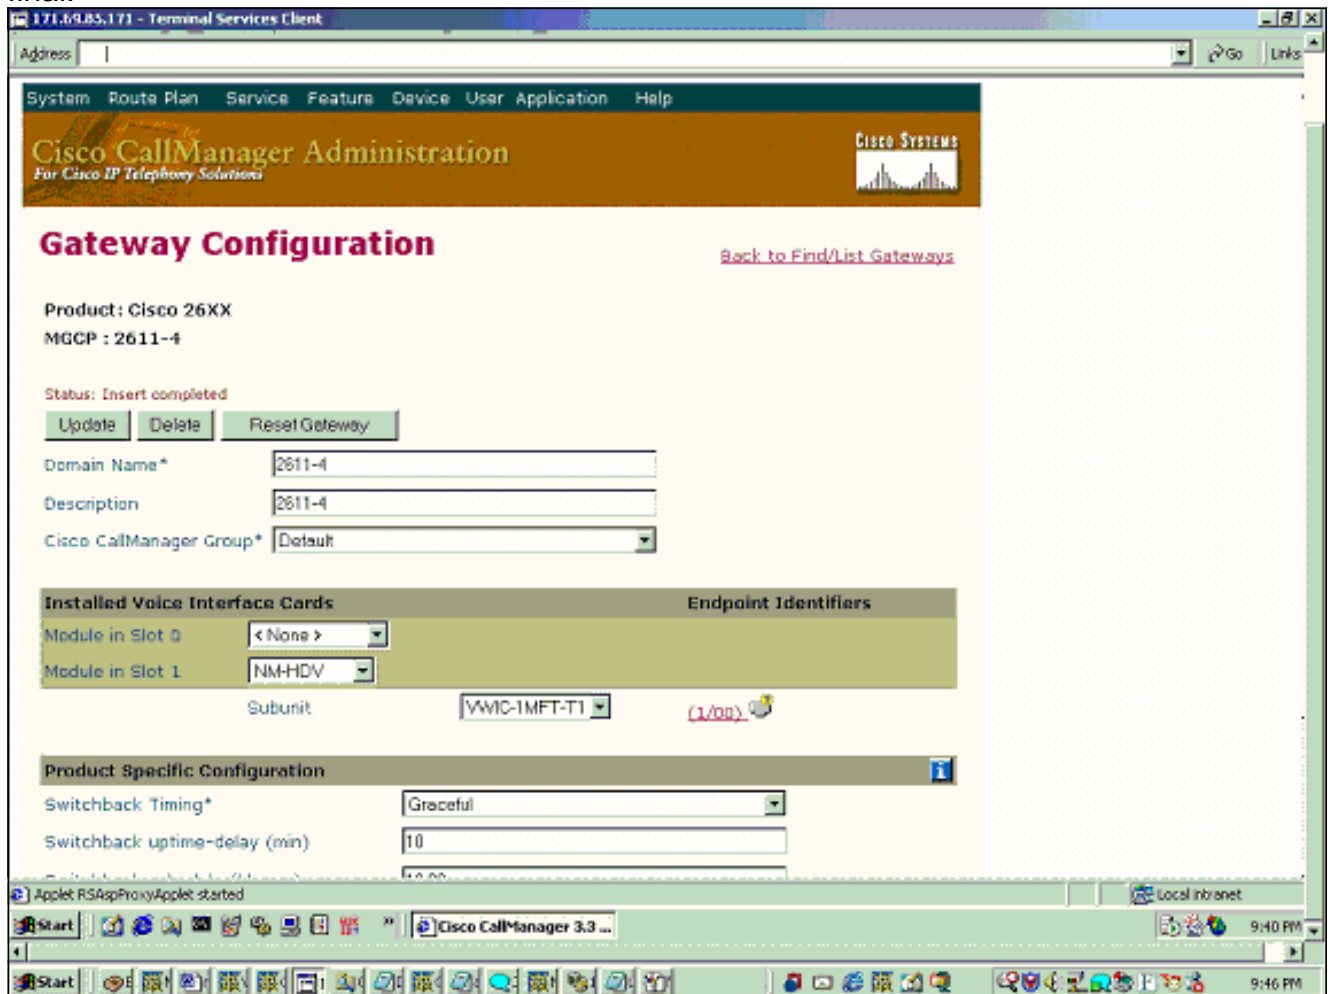 171.69.85.171 - Terminal Services Client
Address
Go Links
System Route Plan Service Feature Device User Application Help
Cisco CallManager Administration
For Cisco IP Telephony Solutions
CISCO SYSTEMS
Gateway Configuration
Back to Find/List Gateways
Product: Cisco 26XX
MGCP : 2611-4
Status: Insert completed
Update Delete Reset Gateway
Domain Name* 2611-4
Description 2611-4
Cisco CallManager Group* Default
Installed Voice Interface Cards Endpoint Identifiers
Module in Slot 0 < None >
Module in Slot 1 NM-HDV
Subunit VWIC-1MFT-T1 (1/00)
Product Specific Configuration
Switchback Timing* Graceful
Switchback uptime-delay (min) 10
Applet RSAspProxyApplet started Local intranet
Start Cisco CallManager 3.3 ... 9:40 PM
Start 9:46 PM